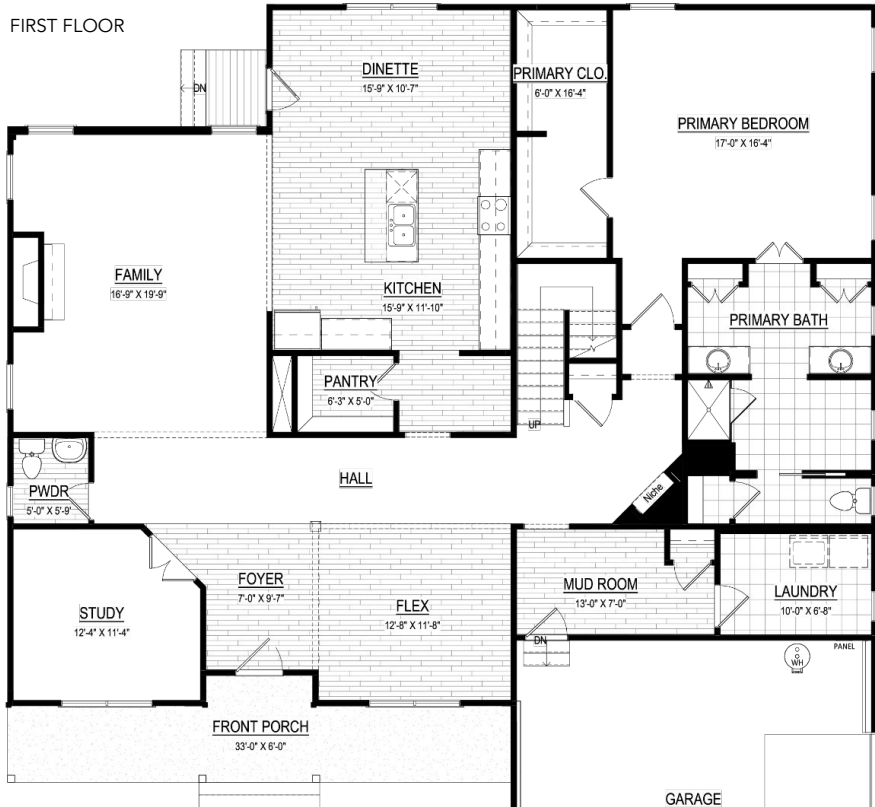 FIRST FLOOR
DN
DINETTE
15'-9" X 10'-7"
PRIMARY CLO.
6'-0" X 16'-4"
PRIMARY BEDROOM
17'-0" X 16'-4"
FAMILY
16'-9" X 19'-9"
KITCHEN
15'-9" X 11'-10"
PRIMARY BATH
PANTRY
6'-3" X 5'-0"
UP
HALL
Niche
PWDR
5'-0" X 5'-9"
FOYER
7'-0" X 9'-7"
STUDY
12'-4" X 11'-4"
FLEX
12'-8" X 11'-8"
MUD ROOM
13'-0" X 7'-0"
LAUNDRY
10'-0" X 6'-8"
DN
WH
PANEL
FRONT PORCH
33'-0" X 6'-0"
GARAGE